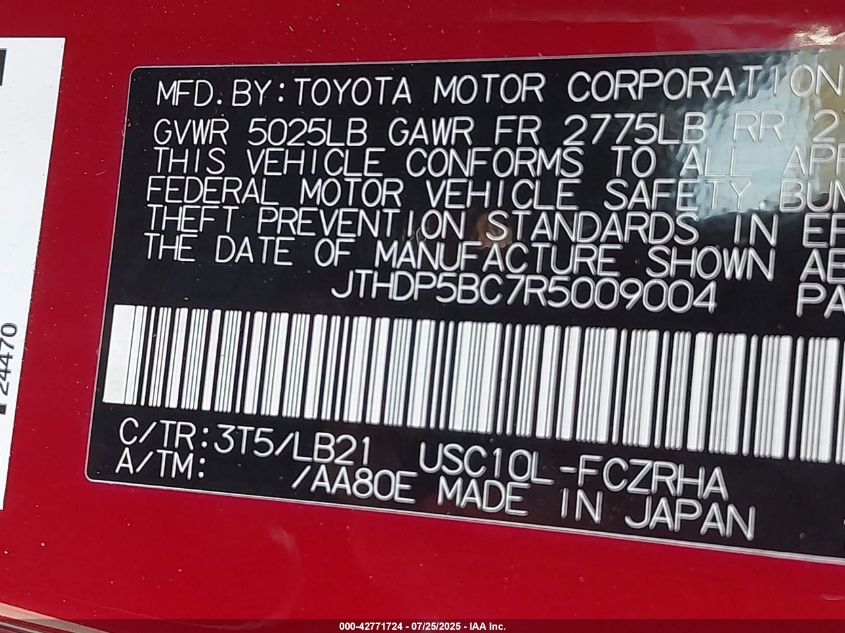 MFD. BY: TOYOTA MOTOR CORPORATION
GVWR 5025LB GAWR FR 2775LB RR
THIS VEHICLE CONFORMS TO ALL
FEDERAL MOTOR VEHICLE SAFETY,
THEFT PREVENTION STANDARDS IN
THE DATE OF MANUFACTURE SHOWN
JTHDP5BC7R5009004
C/TR: 3T5/LB21 USC10L-FCZRHA
A/TM: /AA80E MADE IN JAPAN
24470
000-42771724 - 07/25/2025 - IAA Inc.